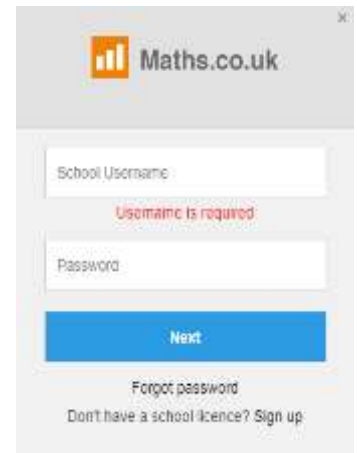 ×
Maths.co.uk
School Username
Username is required
Password
Next
Forgot password
Don't have a school licence? Sign up